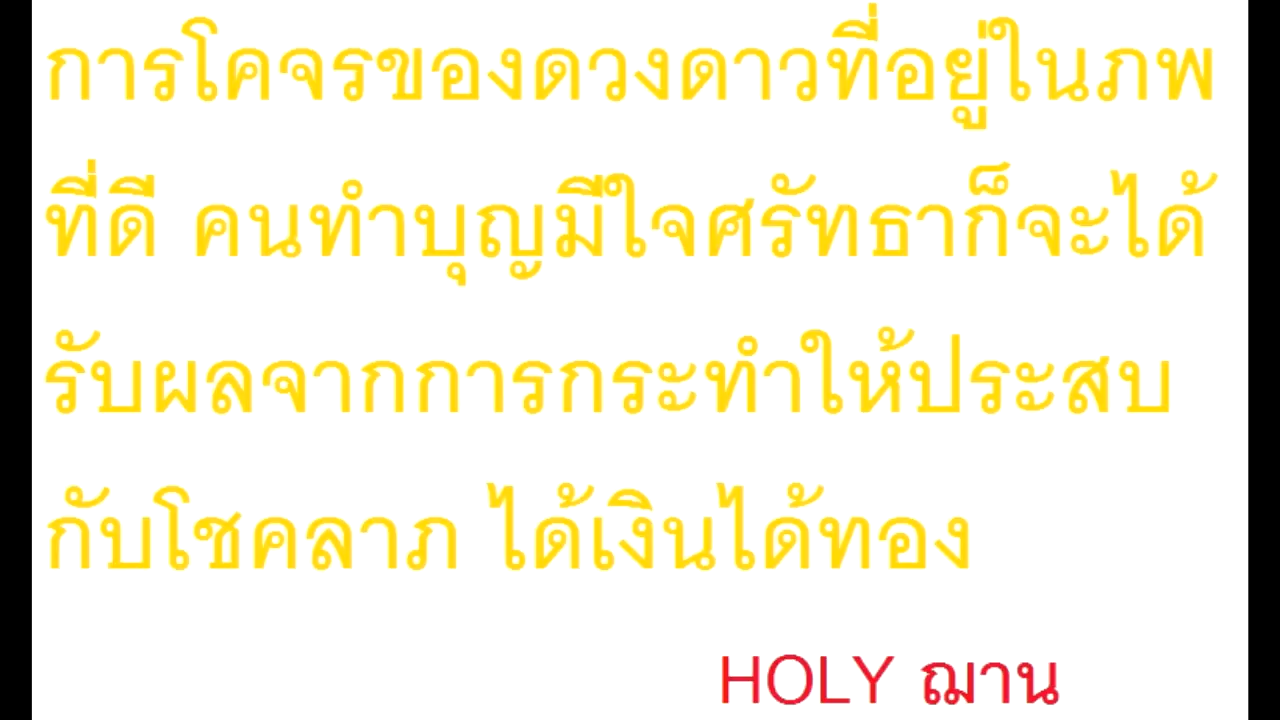 การโคจรของดวงดาวที่อยู่ในภพ
ที่ดี คนทำบุญมีใจศรัทธาก็จะได้
รับผลจากการกระทำให้ประสบ
กับโชคลาภ ได้เงินได้ทอง
HOLY ฌาน